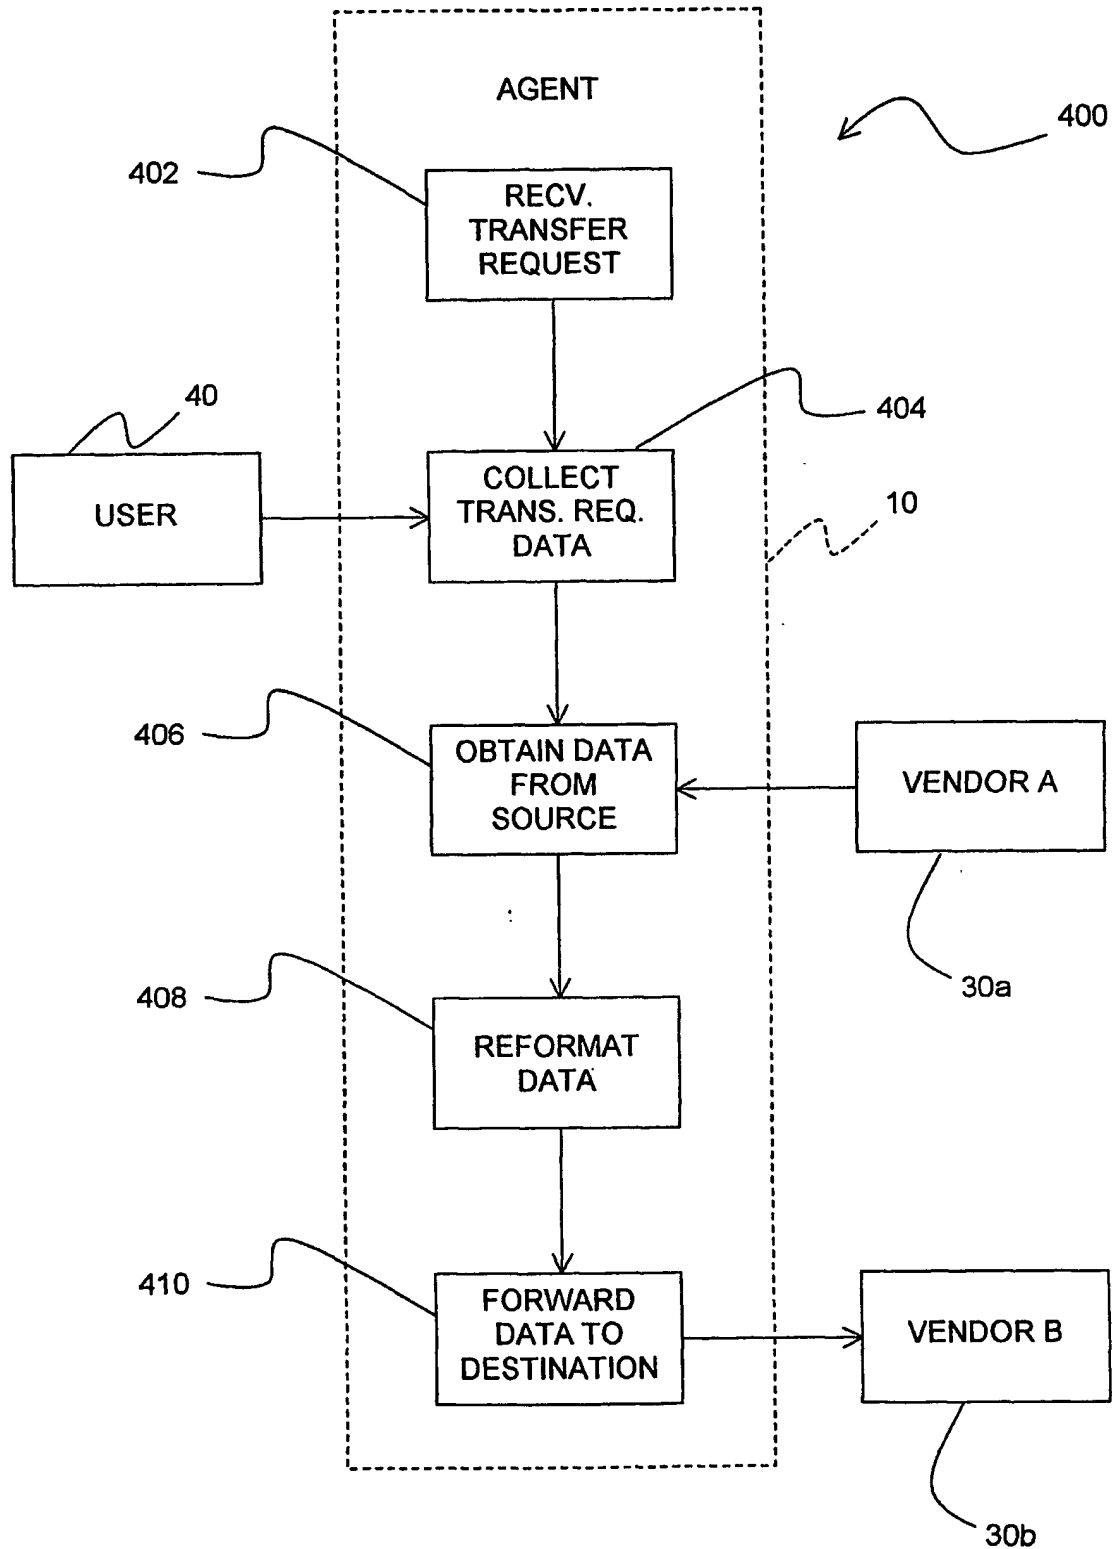 AGENT
400
402
RECV.
TRANSFER
REQUEST
40
404
USER
COLLECT
TRANS. REQ.
DATA
10
406
OBTAIN DATA
FROM
SOURCE
VENDOR A
30a
408
REFORMAT
DATA
410
FORWARD
DATA TO
DESTINATION
VENDOR B
30b